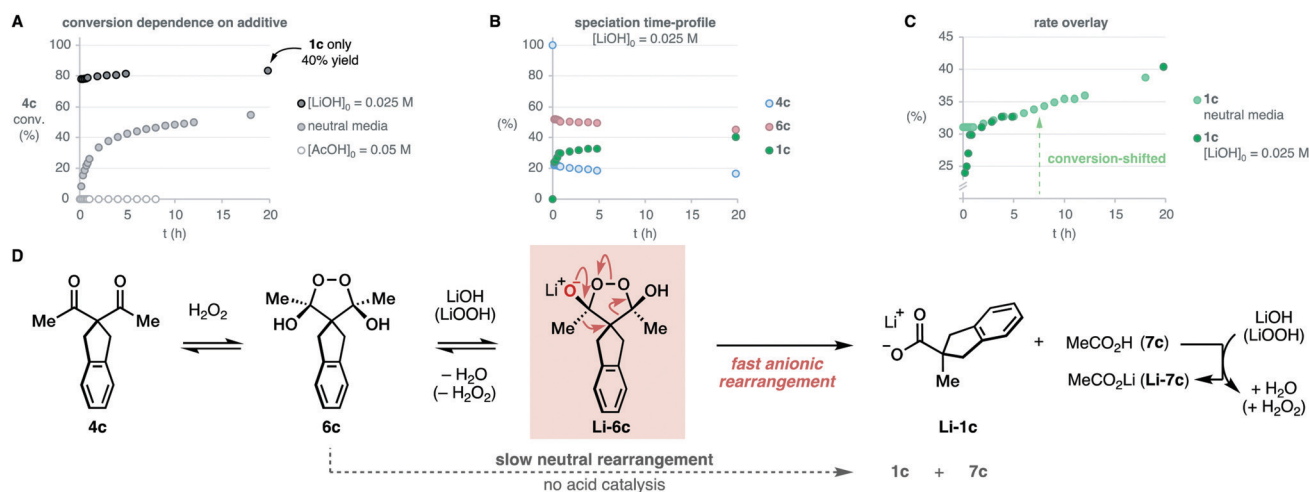 A
conversion dependence on additive
100
80
60
40
20
0
4c
conv.
(%)
0
5
10
15
20
t (h)
1c only
40% yield
[LiOH]0 = 0.025 M
neutral media
[AcOH]0 = 0.05 M
B
speciation time-profile
[LiOH]0 = 0.025 M
100
80
60
40
20
0
(%)
0
5
10
15
20
t (h)
4c
6c
1c
C
rate overlay
45
40
35
30
25
(%)
0
5
10
15
20
t (h)
conversion-shifted
1c
neutral media
1c
[LiOH]0 = 0.025 M
D
O
O
Me
Me
4c
H2O2
O–O
Me
Me
HO
OH
6c
LiOH
(LiOOH)
– H2O
(– H2O2)
Li+
O–
O–O
OH
Me
Me
Li-6c
fast anionic
rearrangement
Li+
O
–O
Me
Li-1c
+
MeCO2H (7c)
MeCO2Li (Li-7c)
LiOH
(LiOOH)
+ H2O
(+ H2O2)
slow neutral rearrangement
no acid catalysis
1c + 7c